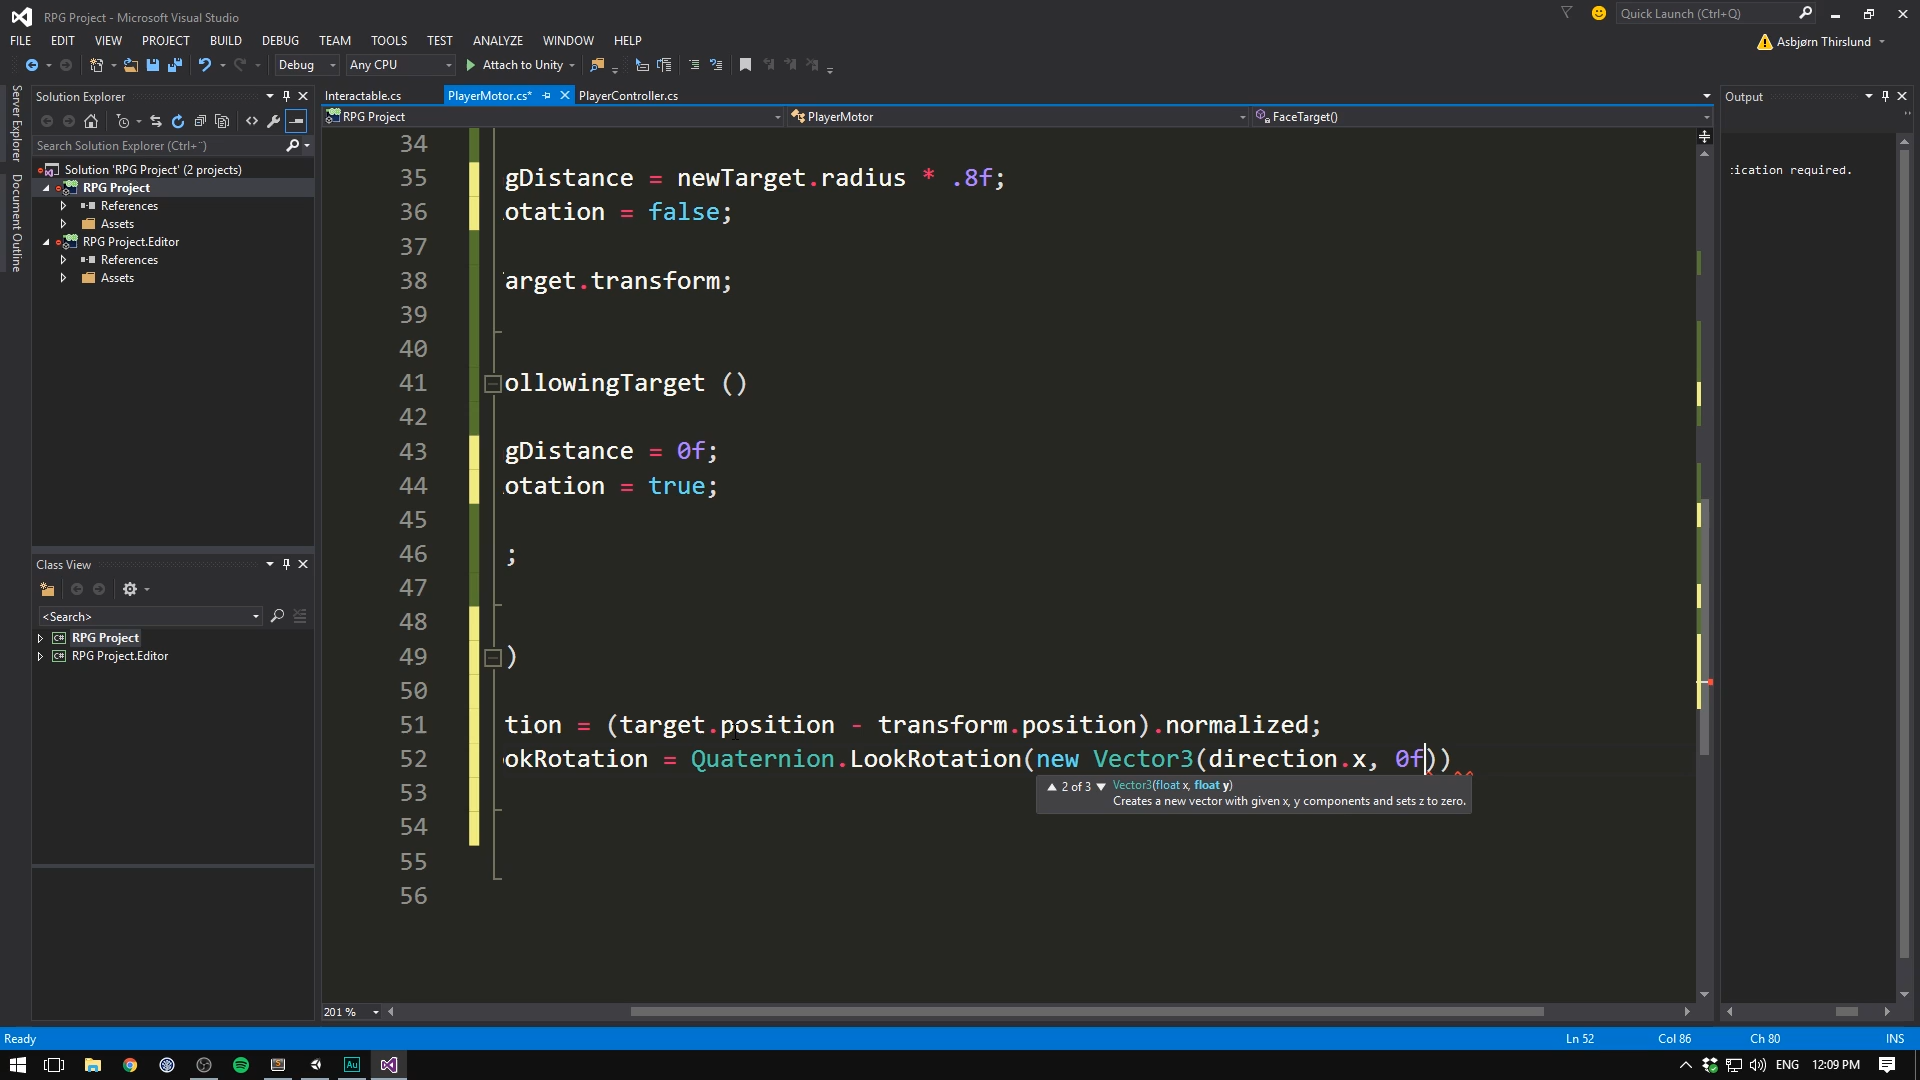 RPG Project - Microsoft Visual Studio
Quick Launch (Ctrl+Q)
FILE EDIT VIEW PROJECT BUILD DEBUG TEAM TOOLS TEST ANALYZE WINDOW HELP
Asbjørn Thirslund
Debug Any CPU Attach to Unity
Server Explorer
Document Outline
Solution Explorer
Search Solution Explorer (Ctrl+¨)
Solution 'RPG Project' (2 projects)
RPG Project
References
Assets
RPG Project.Editor
References
Assets
Class View
<Search>
RPG Project
RPG Project.Editor
Interactable.cs PlayerMotor.cs* PlayerController.cs
RPG Project PlayerMotor FaceTarget()
34
35 gDistance = newTarget.radius * .8f;
36 otation = false;
37
38 arget.transform;
39
40
41 ollowingTarget ()
42
43 gDistance = 0f;
44 otation = true;
45
46 ;
47
48
49 )
50
51 tion = (target.position - transform.position).normalized;
52 okRotation = Quaternion.LookRotation(new Vector3(direction.x, 0f))
53
54
55
56
2 of 3 Vector3(float x, float y)
Creates a new vector with given x, y components and sets z to zero.
201 %
Output
ication required.
Ready Ln 52 Col 86 Ch 80 INS
Au
ENG 12:09 PM